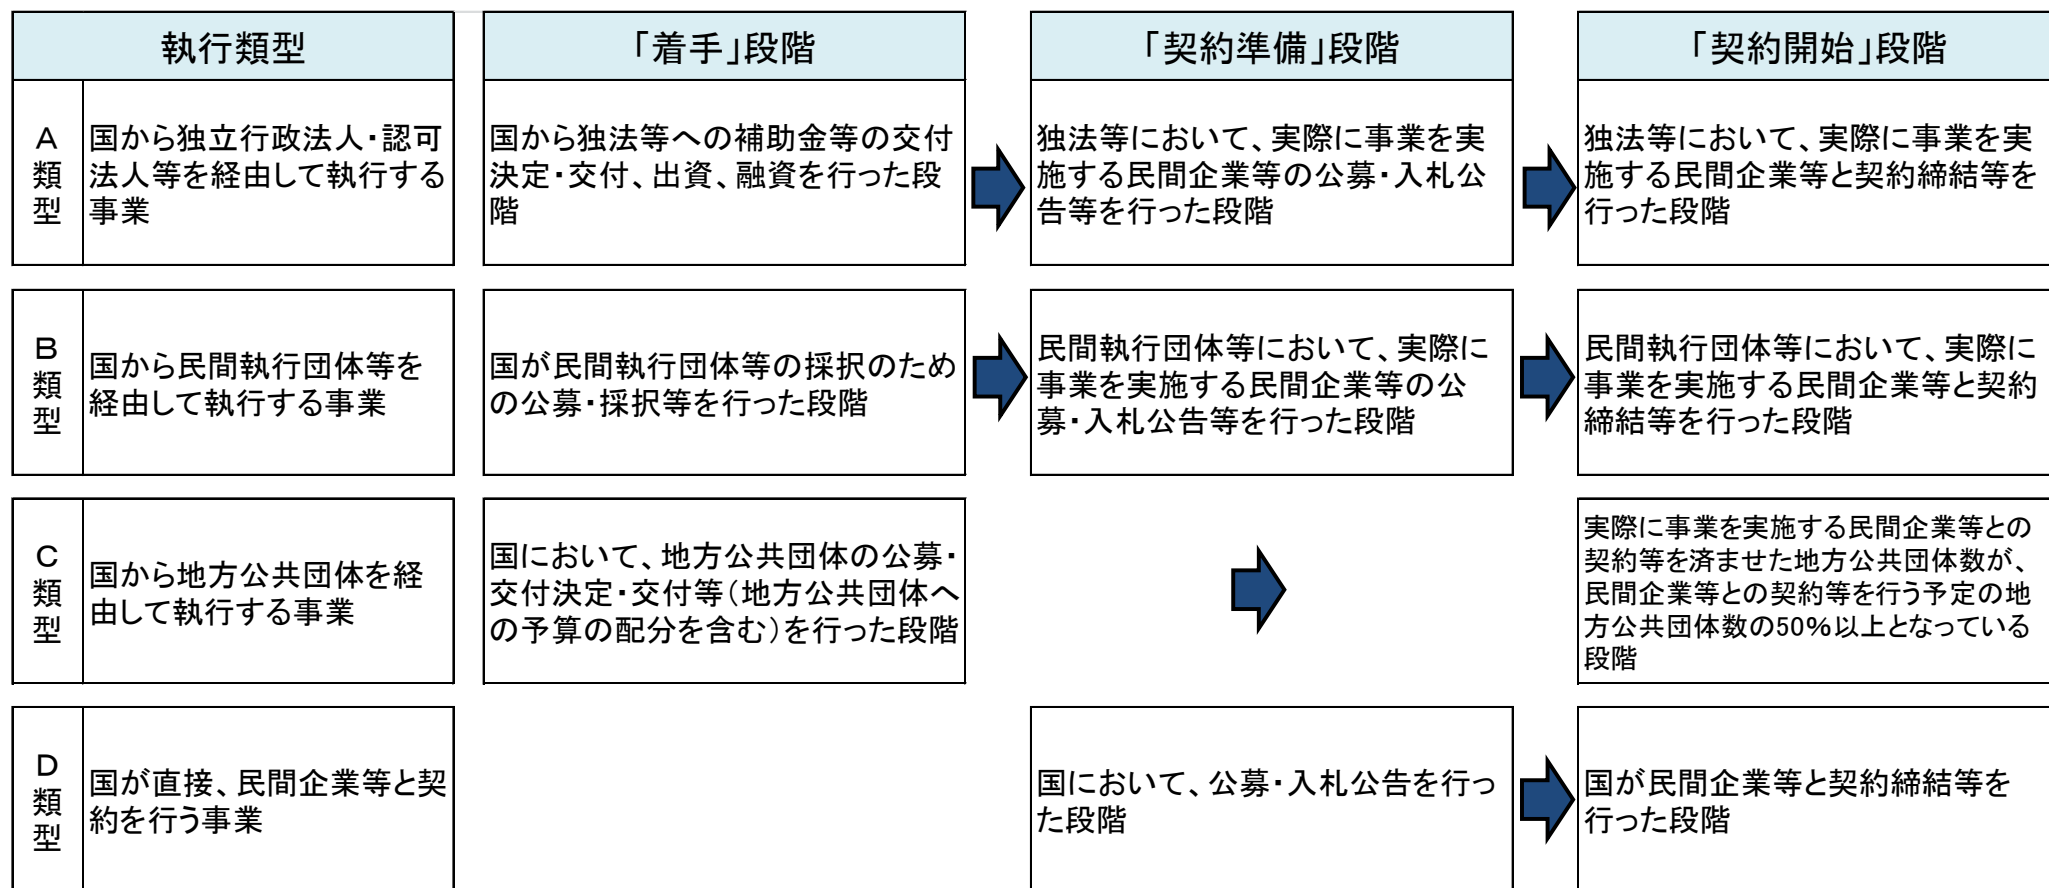 執行類型
「着手」段階
「契約準備」段階
「契約開始」段階
A
類
型
国から独立行政法人・認可
法人等を経由して執行する
事業
国から独法等への補助金等の交付
決定・交付、出資、融資を行った段
階
独法等において、実際に事業を実
施する民間企業等の公募・入札公
告等を行った段階
独法等において、実際に事業を実
施する民間企業等と契約締結等を
行った段階
B
類
型
国から民間執行団体等を
経由して執行する事業
国が民間執行団体等の採択のため
の公募・採択等を行った段階
民間執行団体等において、実際に
事業を実施する民間企業等の公
募・入札公告等を行った段階
民間執行団体等において、実際に
事業を実施する民間企業等と契約
締結等を行った段階
C
類
型
国から地方公共団体を経
由して執行する事業
国において、地方公共団体の公募・
交付決定・交付等(地方公共団体へ
の予算の配分を含む)を行った段階
実際に事業を実施する民間企業等との
契約等を済ませた地方公共団体数が、
民間企業等との契約等を行う予定の地
方公共団体数の50%以上となっている
段階
D
類
型
国が直接、民間企業等と契
約を行う事業
国において、公募・入札公告を行っ
た段階
国が民間企業等と契約締結等を
行った段階